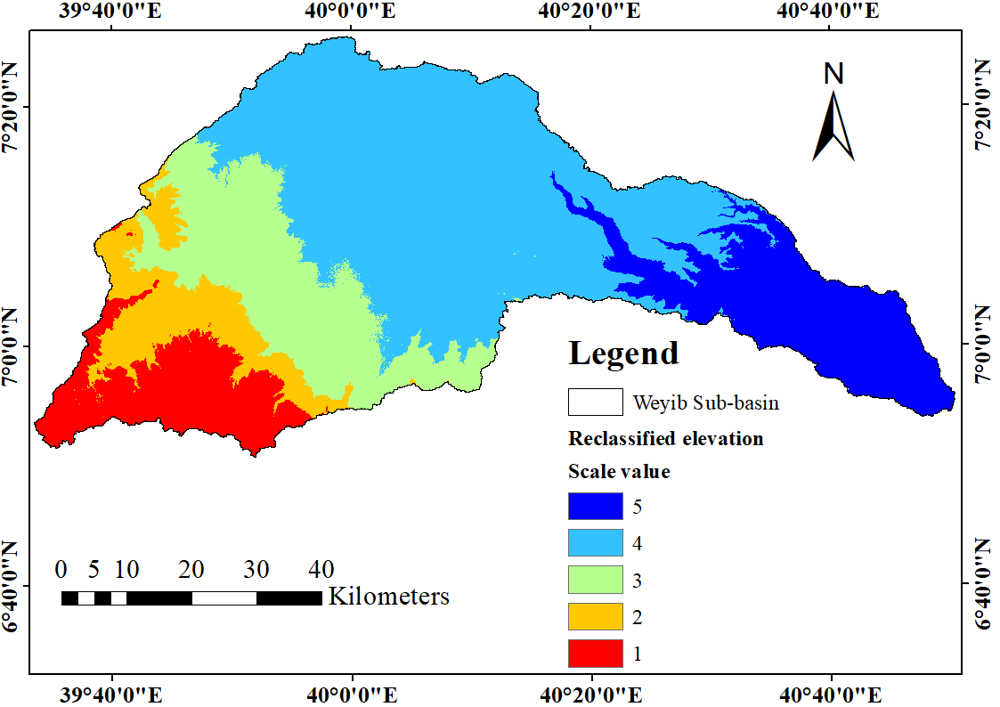 39°40'0"E 40°0'0"E 40°20'0"E 40°40'0"E
N
7°20'0"N 7°20'0"N
7°0'0"N 7°0'0"N
Legend
Weyib Sub-basin
Reclassified elevation
Scale value
5
4
3
2
1
0 5 10 20 30 40
Kilometers
6°40'0"N 6°40'0"N
39°40'0"E 40°0'0"E 40°20'0"E 40°40'0"E